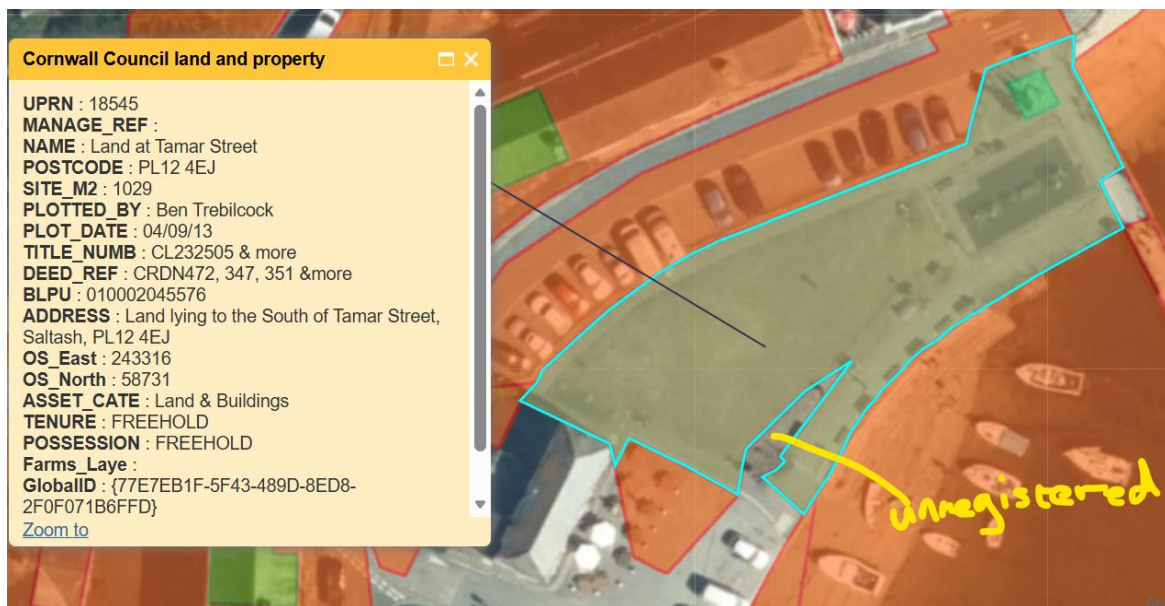 Cornwall Council land and property
UPRN : 18545
MANAGE_REF :
NAME : Land at Tamar Street
POSTCODE : PL12 4EJ
SITE_M2 : 1029
PLOTTED_BY : Ben Trebilcock
PLOT_DATE : 04/09/13
TITLE_NUMB : CL232505 & more
DEED_REF : CRDN472, 347, 351 &more
BLPU : 010002045576
ADDRESS : Land lying to the South of Tamar Street,
Saltash, PL12 4EJ
OS_East : 243316
OS_North : 58731
ASSET_CATE : Land & Buildings
TENURE : FREEHOLD
POSSESSION : FREEHOLD
Farms_Laye :
GlobalID : {77E7EB1F-5F43-489D-8ED8-
2F0F071B6FFD}
Zoom to
unregistered